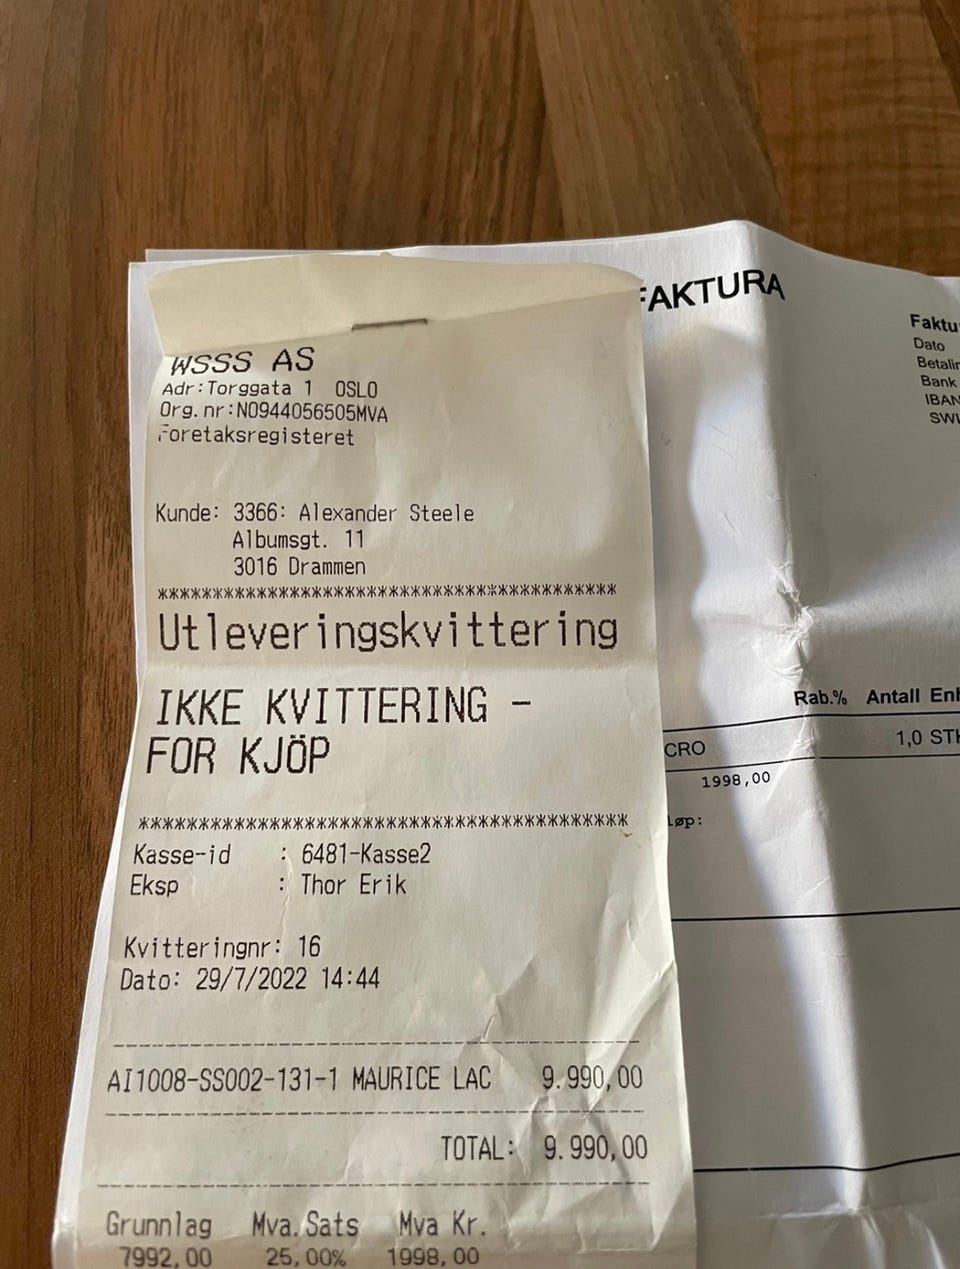 WSSS AS
Adr:Torggata 1 OSLO
Org. nr:NO944056505MVA
Foretaksregisteret
Kunde: 3366: Alexander Steele
Albumsgt. 11
3016 Drammen
******************************************
Utleveringskvittering
IKKE KVITTERING -
FOR KJÖP
******************************************
Kasse-id : 6481-Kasse2
Eksp : Thor Erik
Kvitteringnr: 16
Dato: 29/7/2022 14:44
AI1008-SS002-131-1 MAURICE LAC 9.990,00
TOTAL: 9.990,00
Grunnlag Mva.Sats Mva Kr.
7992,00 25,00% 1998,00
FAKTURA
Faktu
Dato
Betalin
Bank
IBAN
SWI
Rab.% Antall Enh
CRO 1,0 STK
1998,00
løp: